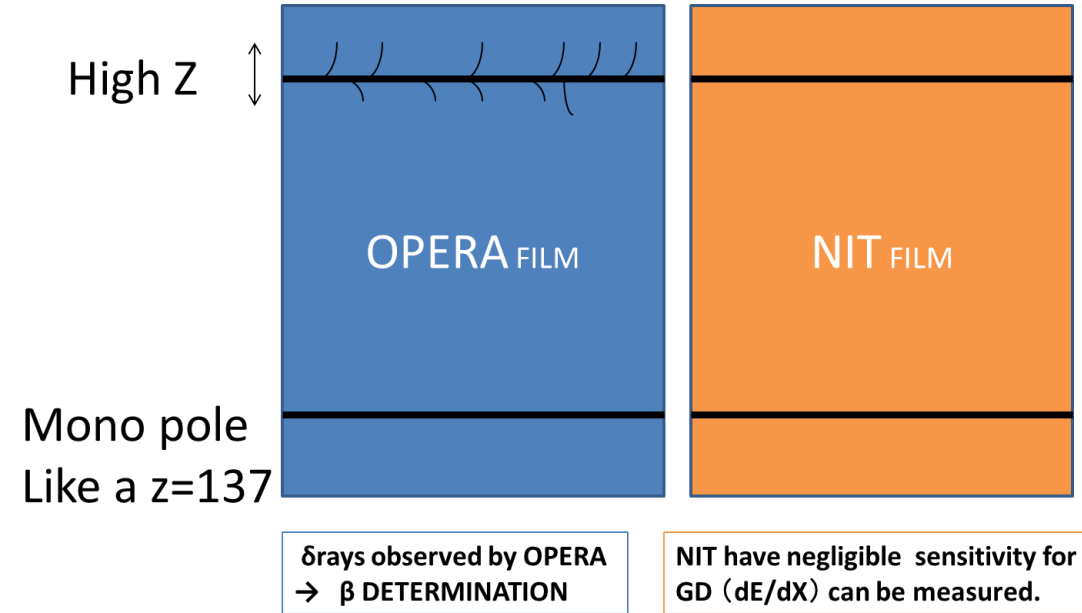 High Z
OPERA FILM
NIT FILM
Mono pole
Like a z=137
δrays observed by OPERA
→ β DETERMINATION
NIT have negligible sensitivity for
GD（dE/dX）can be measured.